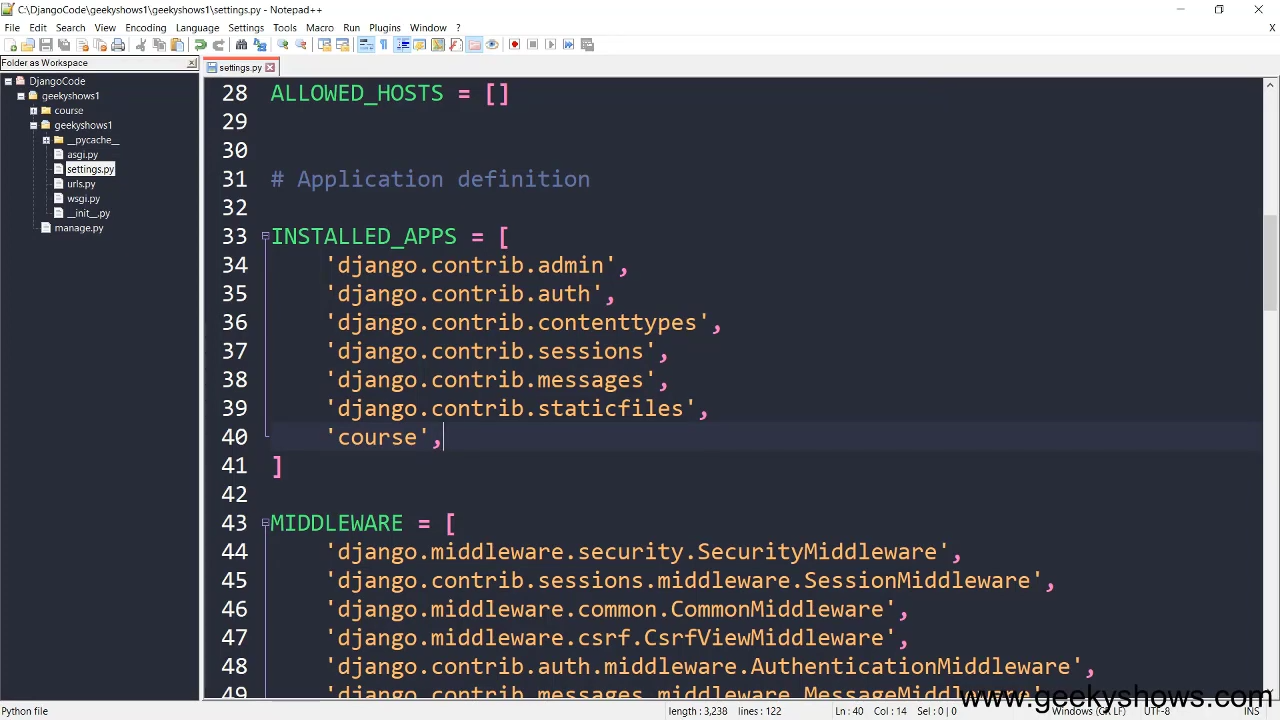 C:\DjangoCode\geekyshows1\geekyshows1\settings.py - Notepad++
File Edit Search View Encoding Language Settings Tools Macro Run Plugins Window ? X
Folder as Workspace
settings.py
DjangoCode
geekyshows1
course
geekyshows1
__pycache__
asgi.py
settings.py
urls.py
wsgi.py
__init__.py
manage.py
28 ALLOWED_HOSTS = []
29
30
31 # Application definition
32
33 INSTALLED_APPS = [
34 'django.contrib.admin',
35 'django.contrib.auth',
36 'django.contrib.contenttypes',
37 'django.contrib.sessions',
38 'django.contrib.messages',
39 'django.contrib.staticfiles',
40 'course',
41 ]
42
43 MIDDLEWARE = [
44 'django.middleware.security.SecurityMiddleware',
45 'django.contrib.sessions.middleware.SessionMiddleware',
46 'django.middleware.common.CommonMiddleware',
47 'django.middleware.csrf.CsrfViewMiddleware',
48 'django.contrib.auth.middleware.AuthenticationMiddleware',
49 'django.contrib.messages.middleware.MessageMiddleware',
www.geekyshows.com
Python file length : 3,238 lines : 122 Ln : 40 Col : 14 Sel : 0 | 0 Windows (CR LF) UTF-8 INS